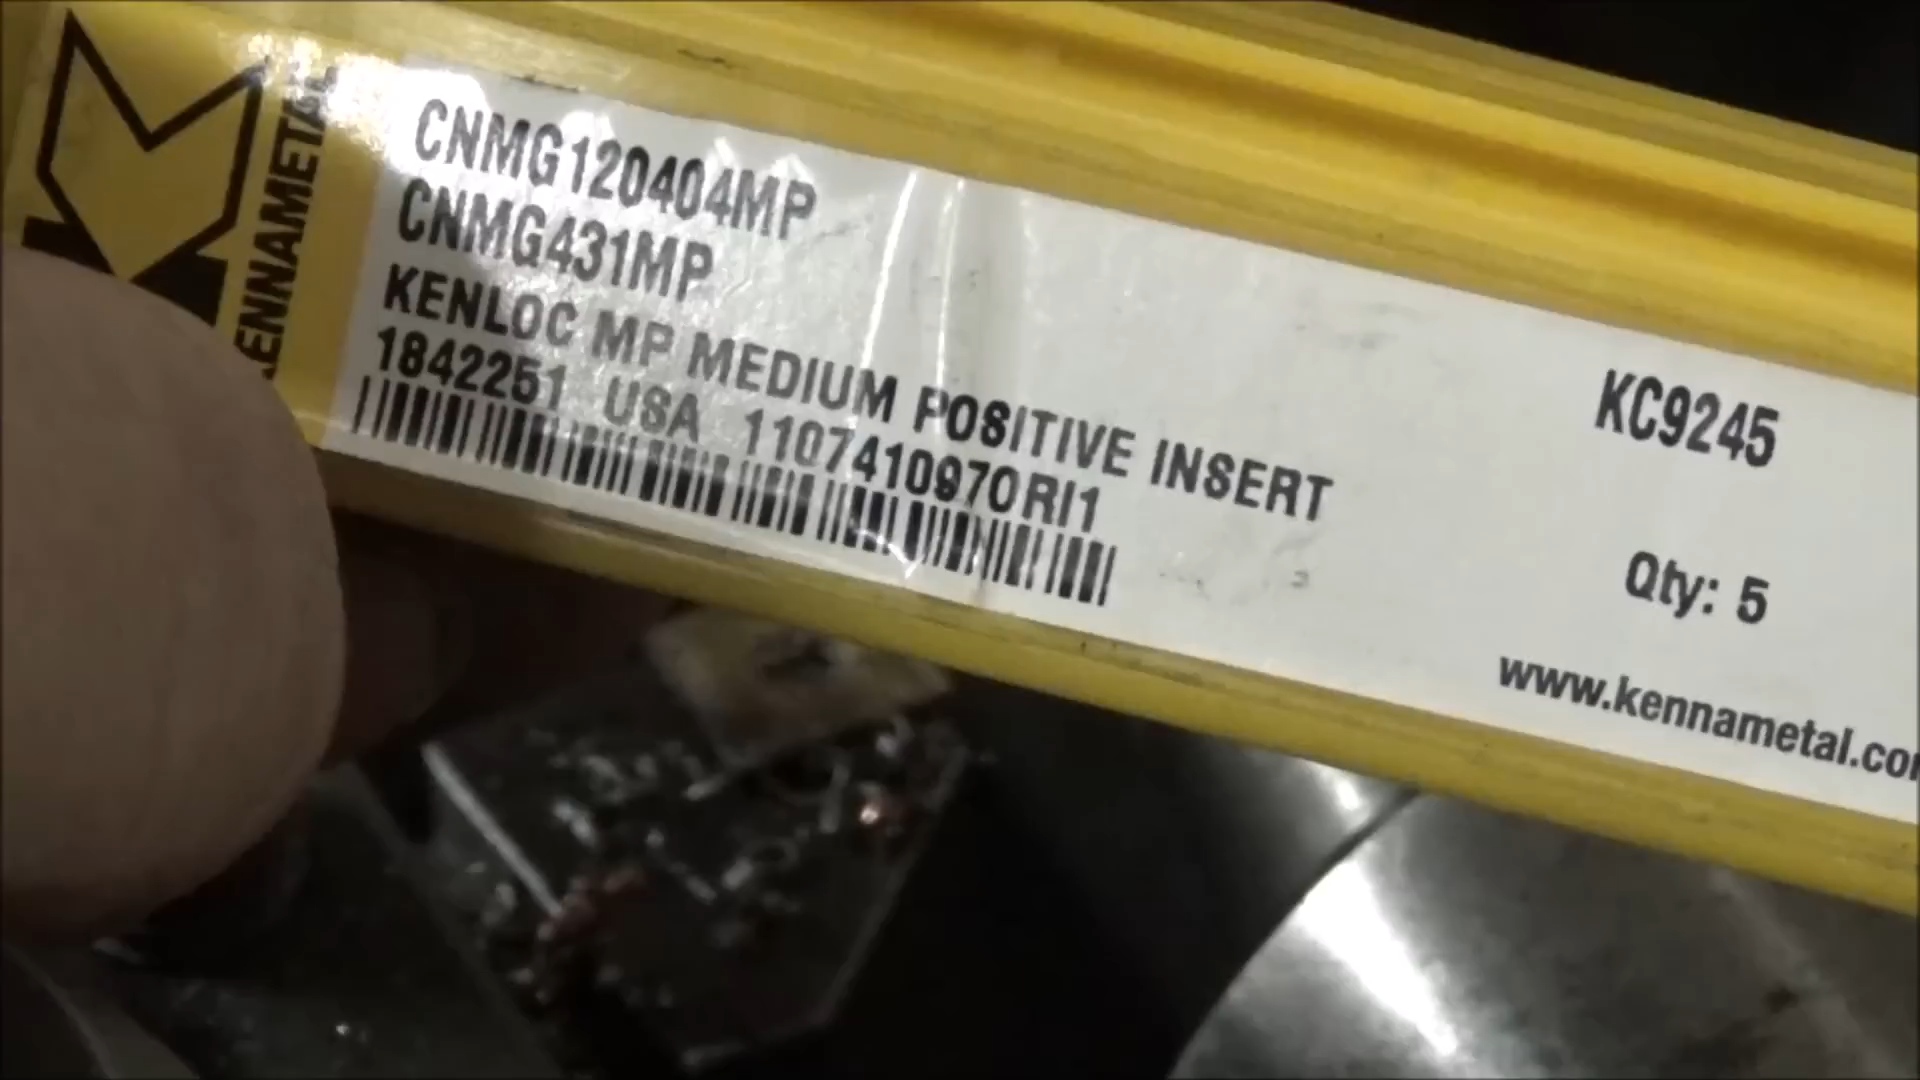 KENNAMETAL
CNMG120404MP
CNMG431MP
KENLOC MP MEDIUM POSITIVE INSERT
1842251 USA 1107410970RI1
KC9245
Qty: 5
www.kennametal.co